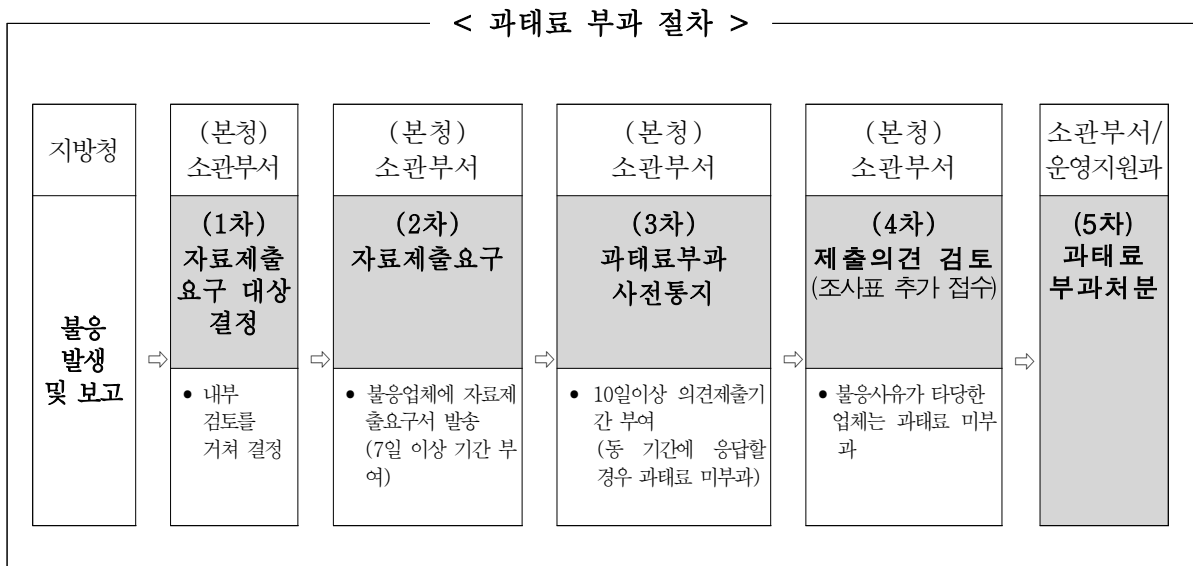 < 과태료 부과 절차 >
지방청
불응
발생
및 보고
⇨
(본청)
소관부서
(1차)
자료제출
요구 대상
결정
• 내부
검토를
거쳐 결정
⇨
(본청)
소관부서
(2차)
자료제출요구
• 불응업체에 자료제
출요구서 발송
(7일 이상 기간 부
여)
⇨
(본청)
소관부서
(3차)
과태료부과
사전통지
• 10일이상 의견제출기
간 부여
(동 기간에 응답할
경우 과태료 미부과)
⇨
(본청)
소관부서
(4차)
제출의견 검토
(조사표 추가 접수)
• 불응사유가 타당한
업체는 과태료 미부
과
⇨
소관부서/
운영지원과
(5차)
과태료
부과처분